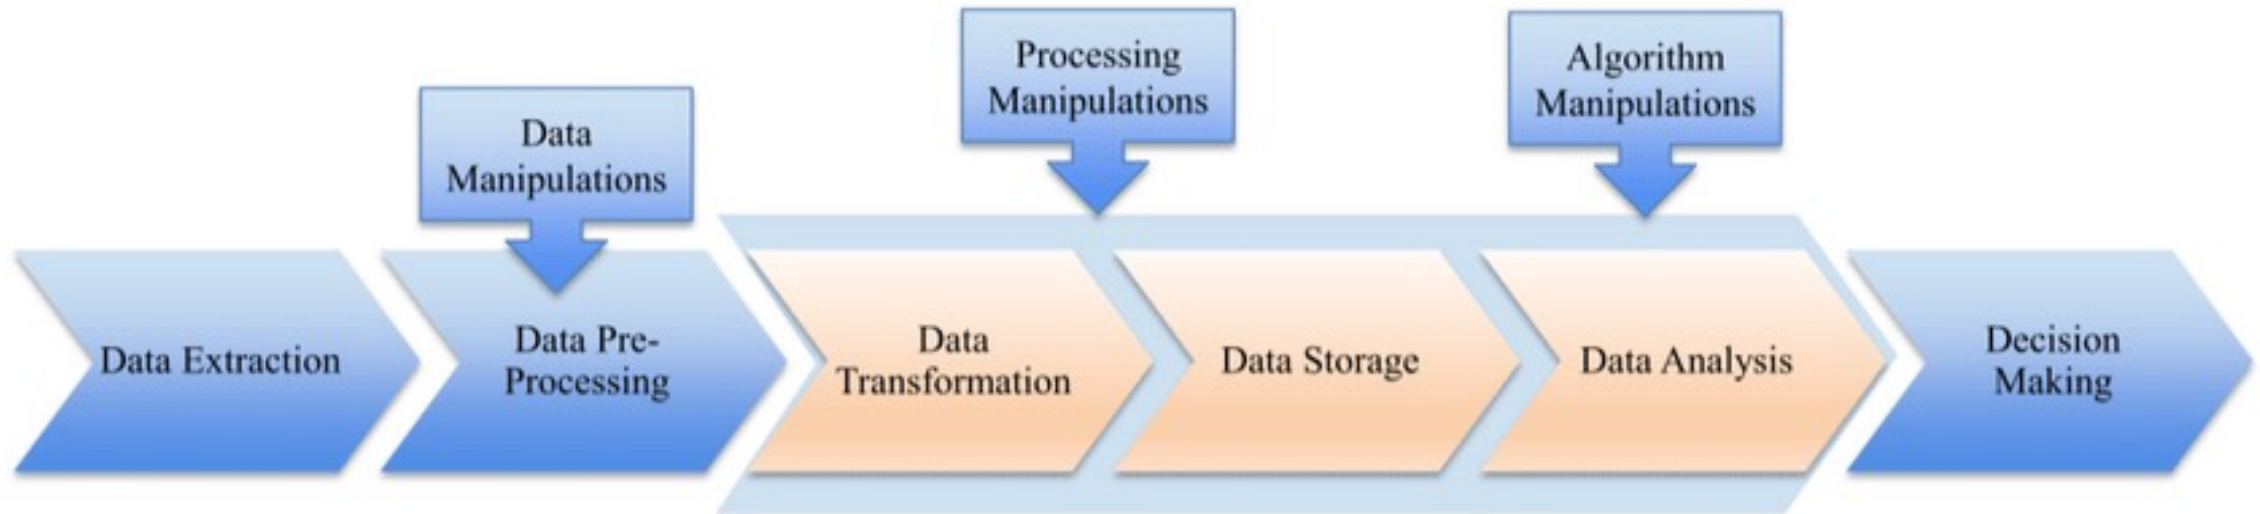 Data
Manipulations
Processing
Manipulations
Algorithm
Manipulations
Data Extraction
Data Pre-
Processing
Data
Transformation
Data Storage
Data Analysis
Decision
Making